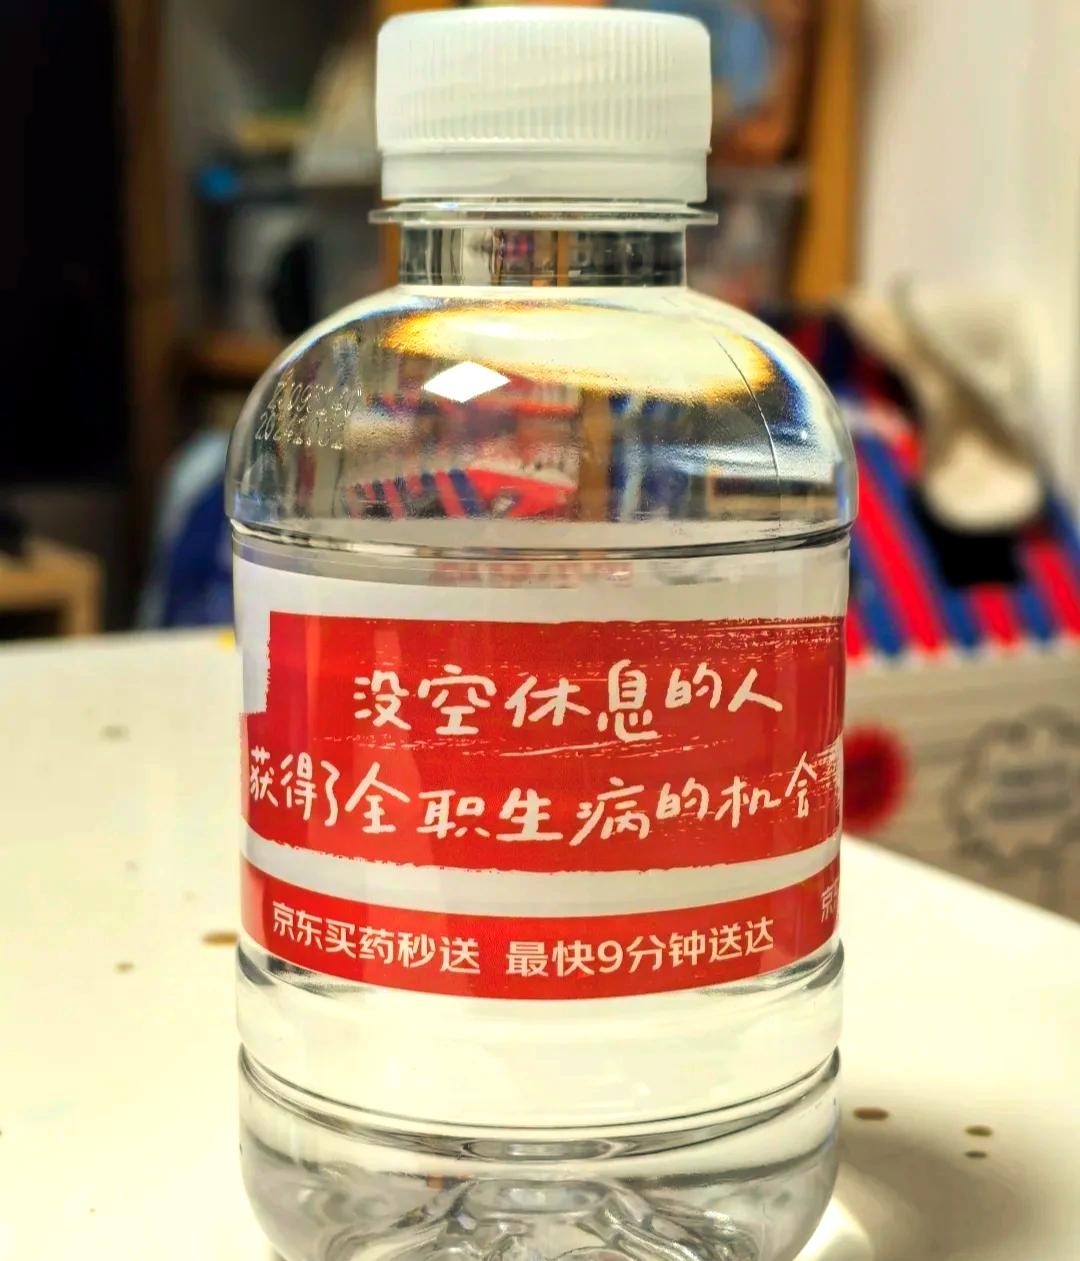 没空休息的人
获得了全职生病的机会
京东买药秒送 最快9分钟送达
京